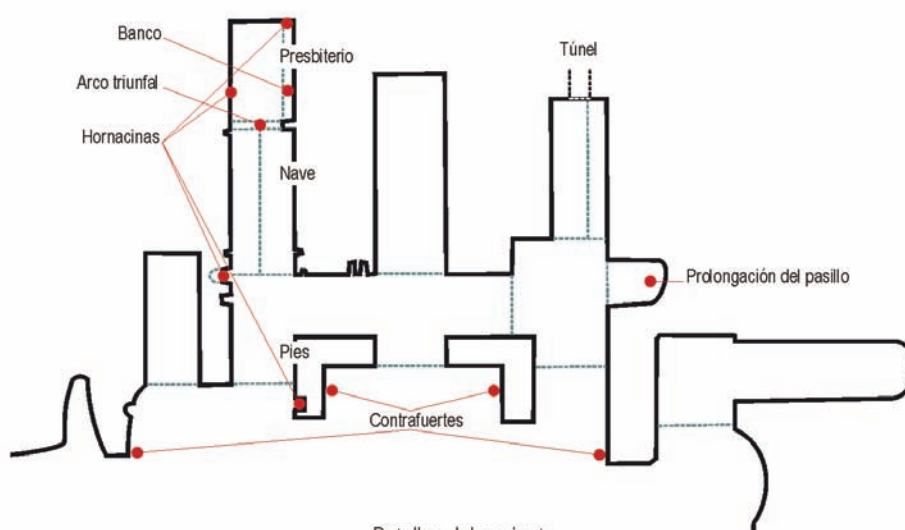 Banco
Presbiterio
Túnel
Arco triunfal
Hornacinas
Nave
Prolongación del pasillo
Pies
Contrafuertes